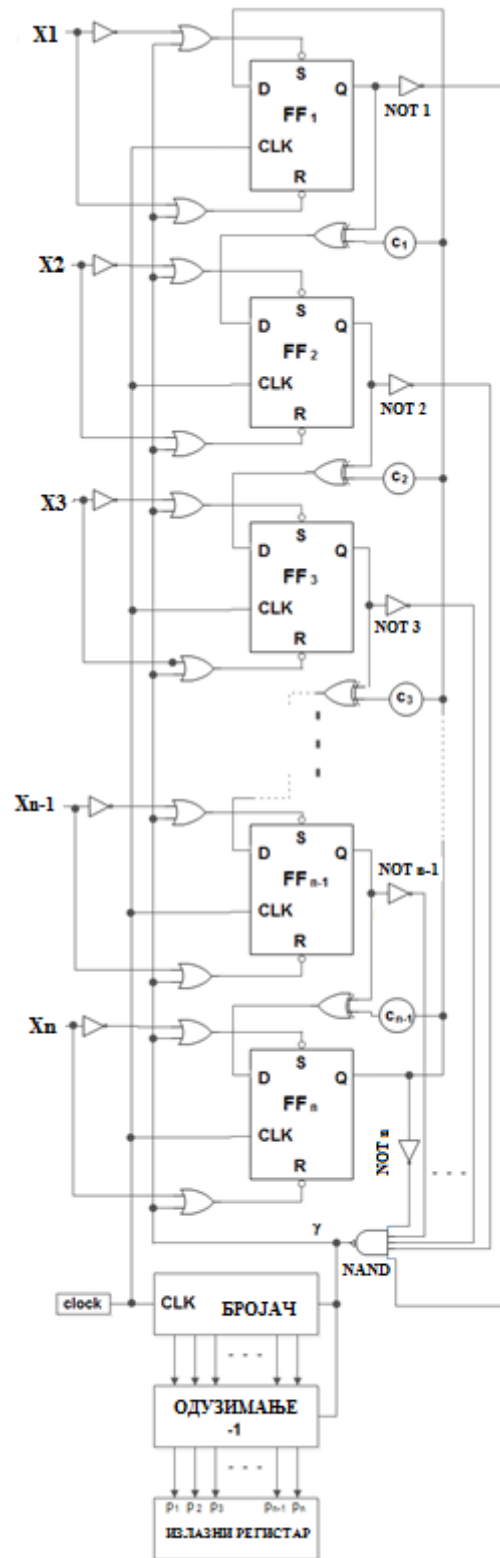 X1
S
D
Q
FF1
NOT 1
CLK
R
c1
X2
S
D
Q
FF2
NOT 2
CLK
R
c2
X3
S
D
Q
FF3
NOT 3
CLK
R
c3
Xn-1
S
D
Q
NOT n-1
FFn-1
CLK
R
cn-1
Xn
S
D
Q
FFn
CLK
NOT n
R
γ
NAND
clock
CLK
БРОЈАЧ
ОДУЗИМАЊЕ
-1
p1 p2 p3 pn-1 pn
ИЗЛАЗНИ РЕГИСТАР